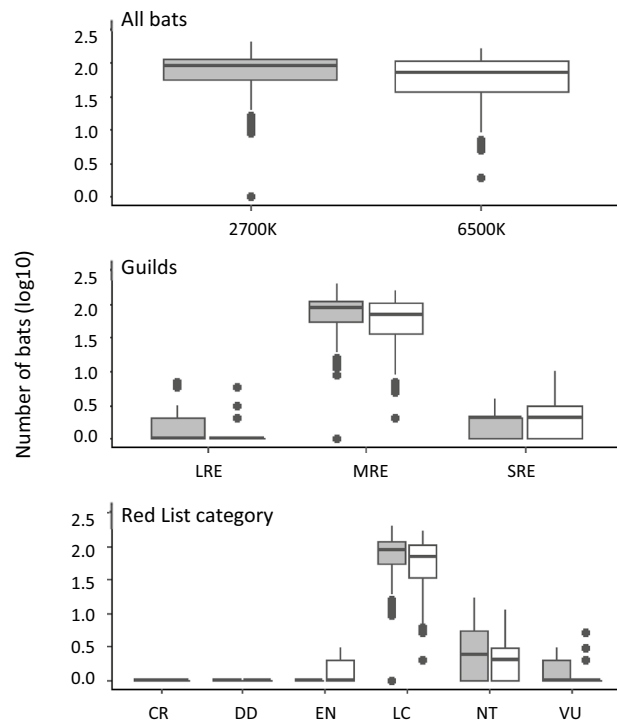 All bats
2.5
2.0
1.5
1.0
0.5
0.0
2700K 6500K
Number of bats (log10)
Guilds
2.5
2.0
1.5
1.0
0.5
0.0
LRE MRE SRE
Red List category
2.5
2.0
1.5
1.0
0.5
0.0
CR DD EN LC NT VU